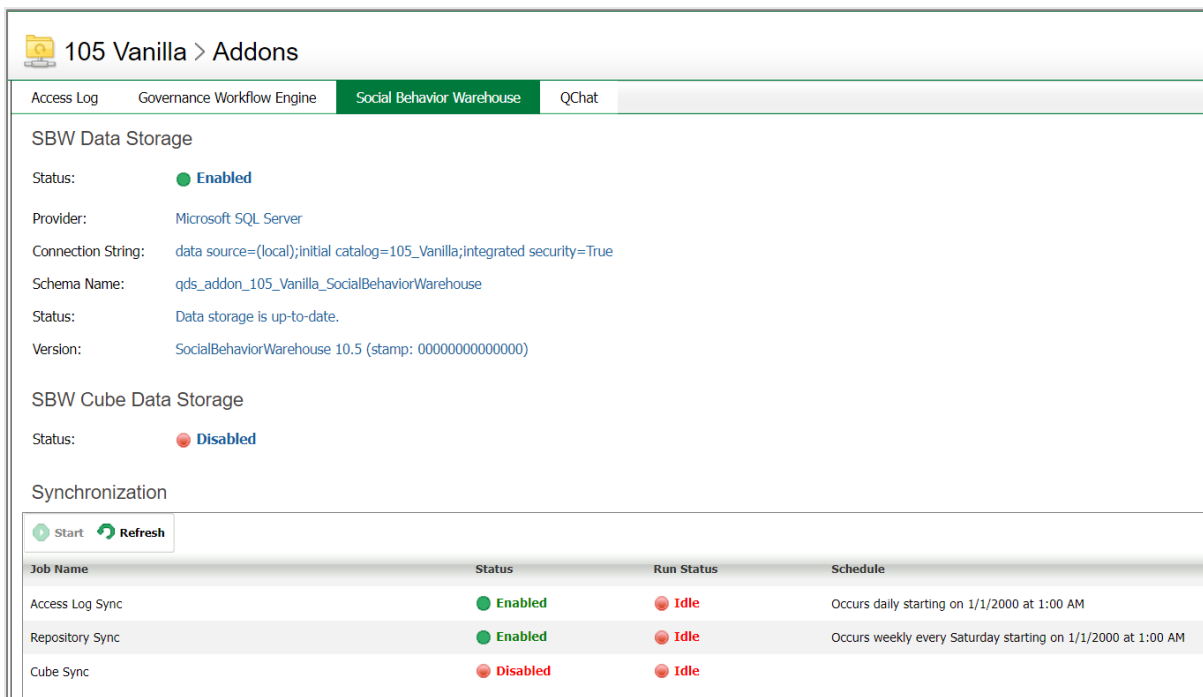 105 Vanilla > Addons
Access Log Governance Workflow Engine Social Behavior Warehouse QChat
SBW Data Storage
Status: Enabled
Provider: Microsoft SQL Server
Connection String: data source=(local);initial catalog=105_Vanilla;integrated security=True
Schema Name: qds_addon_105_Vanilla_SocialBehaviorWarehouse
Status: Data storage is up-to-date.
Version: SocialBehaviorWarehouse 10.5 (stamp: 00000000000000)
SBW Cube Data Storage
Status: Disabled
Synchronization
Start Refresh
Job Name Status Run Status Schedule
Access Log Sync Enabled Idle Occurs daily starting on 1/1/2000 at 1:00 AM
Repository Sync Enabled Idle Occurs weekly every Saturday starting on 1/1/2000 at 1:00 AM
Cube Sync Disabled Idle